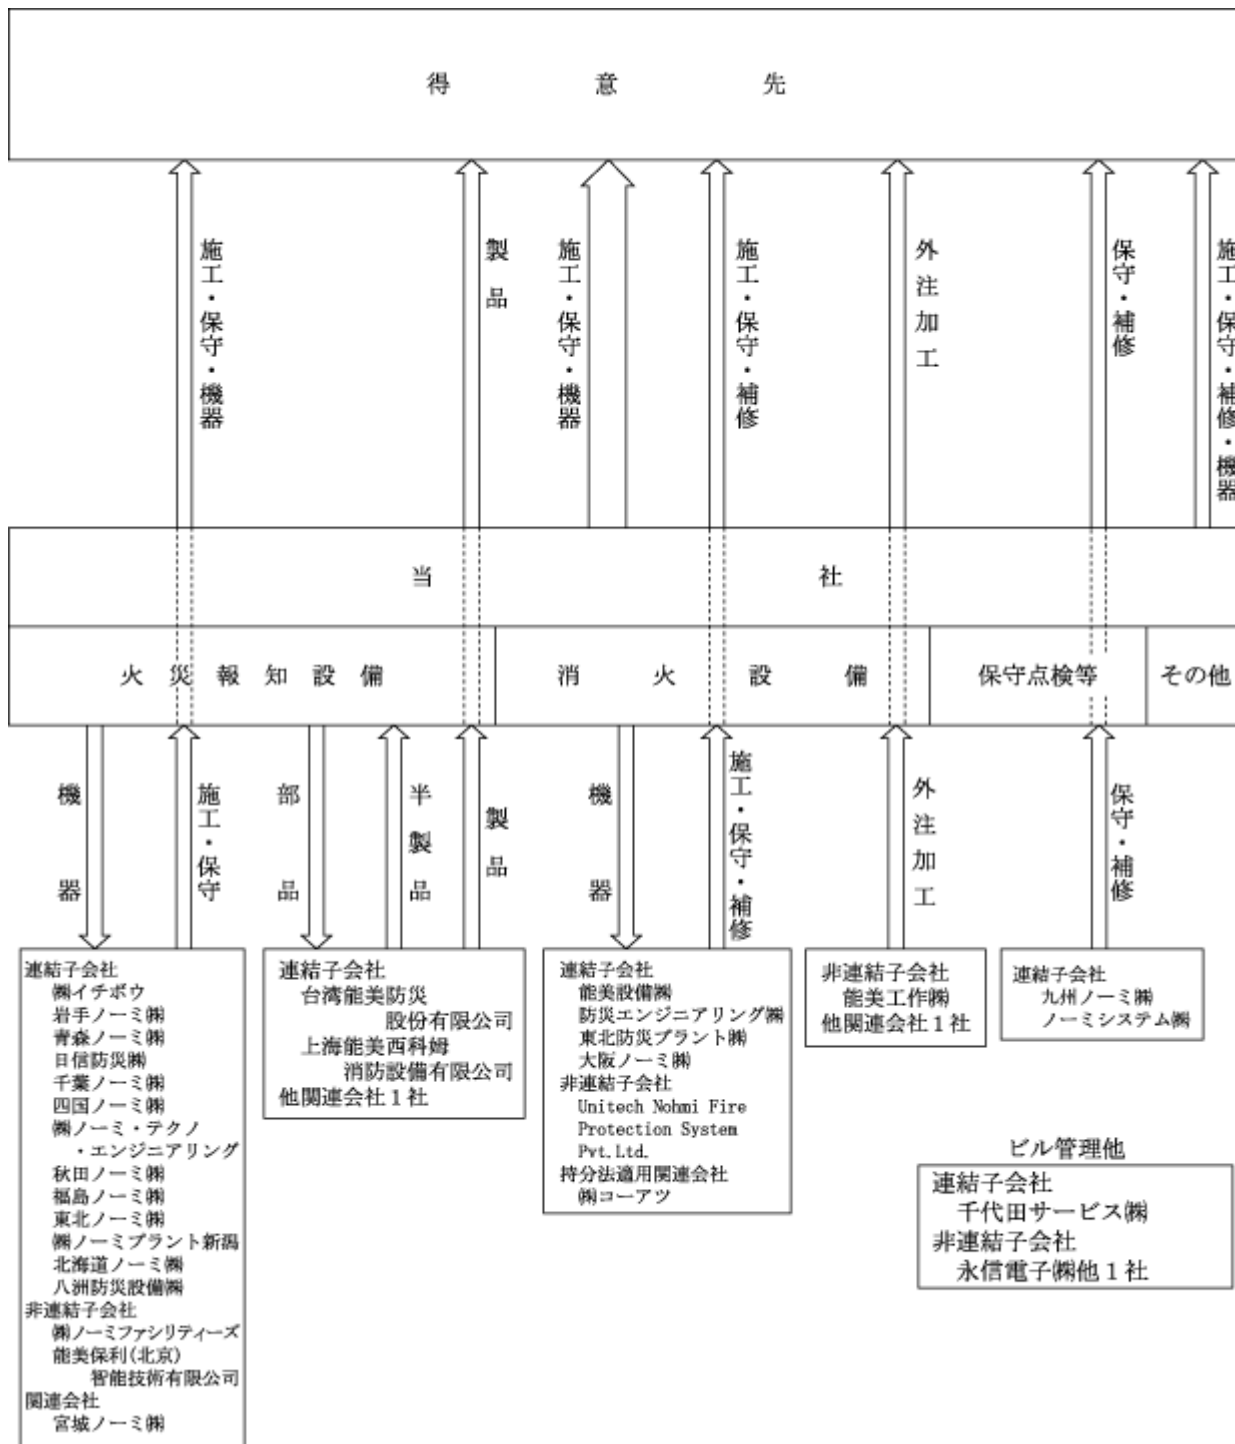 得意先
施工・保守・機器
製品
施工・保守・機器
施工・保守・補修
外注加工
保守・補修
施工・保守・補修・機器
当社
火災報知設備
消火設備
保守点検等
その他
機器
施工・保守
部品
半製品
製品
機器
施工・保守・補修
外注加工
保守・補修
連結子会社
㈱イチボウ
岩手ノーミ㈱
青森ノーミ㈱
日信防災㈱
千葉ノーミ㈱
四国ノーミ㈱
㈱ノーミ・テクノ
・エンジニアリング
秋田ノーミ㈱
福島ノーミ㈱
東北ノーミ㈱
㈱ノーミプラント新潟
北海道ノーミ㈱
八洲防災設備㈱
非連結子会社
㈱ノーミファシリティーズ
能美保利(北京)
智能技術有限公司
関連会社
宮城ノーミ㈱
連結子会社
台湾能美防災
股份有限公司
上海能美西科姆
消防設備有限公司
他関連会社1社
連結子会社
能美設備㈱
防災エンジニアリング㈱
東北防災プラント㈱
大阪ノーミ㈱
非連結子会社
Unitech Nohmi Fire
Protection System
Pvt.Ltd.
持分法適用関連会社
㈱コーアツ
非連結子会社
能美工作㈱
他関連会社1社
連結子会社
九州ノーミ㈱
ノーミシステム㈱
ビル管理他
連結子会社
千代田サービス㈱
非連結子会社
永信電子㈱他1社